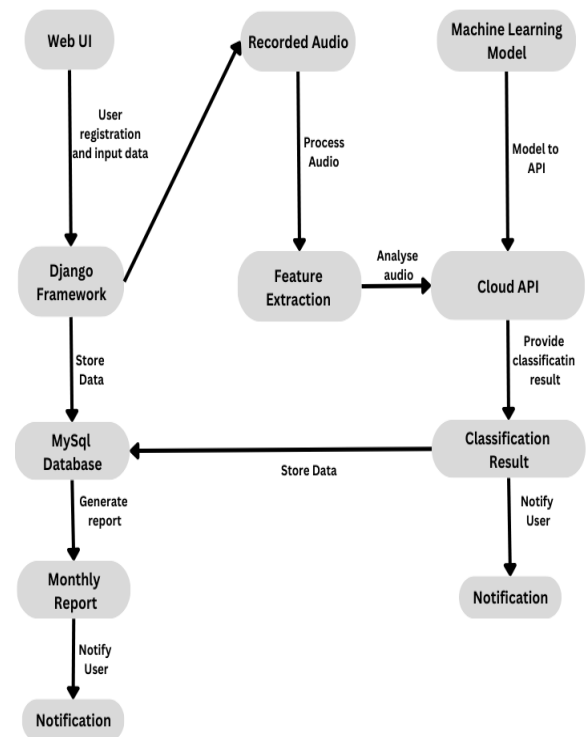 Web UI
Recorded Audio
Machine Learning
Model
User
registration
and input data
Process
Audio
Model to
API
Django
Framework
Feature
Extraction
Analyse
audio
Cloud API
Store
Data
Provide
classificatin
result
MySql
Database
Store Data
Classification
Result
Generate
report
Notify
User
Monthly
Report
Notification
Notify
User
Notification